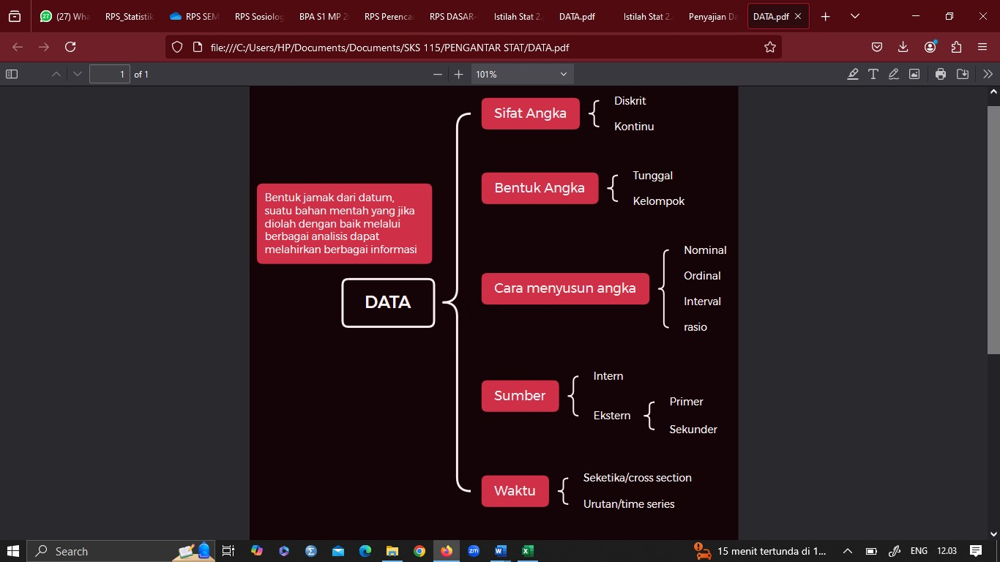 (27) Wha
RPS_Statistik
RPS SEM
RPS Sosiolog
BPA S1 MP 2
RPS Perenca
RPS DASAR-
Istilah Stat 2.
DATA.pdf
Istilah Stat 2.
Penyajian Da
DATA.pdf
file:///C:/Users/HP/Documents/Documents/SKS 115/PENGANTAR STAT/DATA.pdf
1 of 1
101%
Bentuk jamak dari datum,
suatu bahan mentah yang jika
diolah dengan baik melalui
berbagai analisis dapat
melahirkan berbagai informasi
DATA
Sifat Angka
Diskrit
Kontinu
Bentuk Angka
Tunggal
Kelompok
Cara menyusun angka
Nominal
Ordinal
Interval
rasio
Sumber
Intern
Ekstern
Primer
Sekunder
Waktu
Seketika/cross section
Urutan/time series
Search
zm
15 menit tertunda di 1...
ENG
12.03